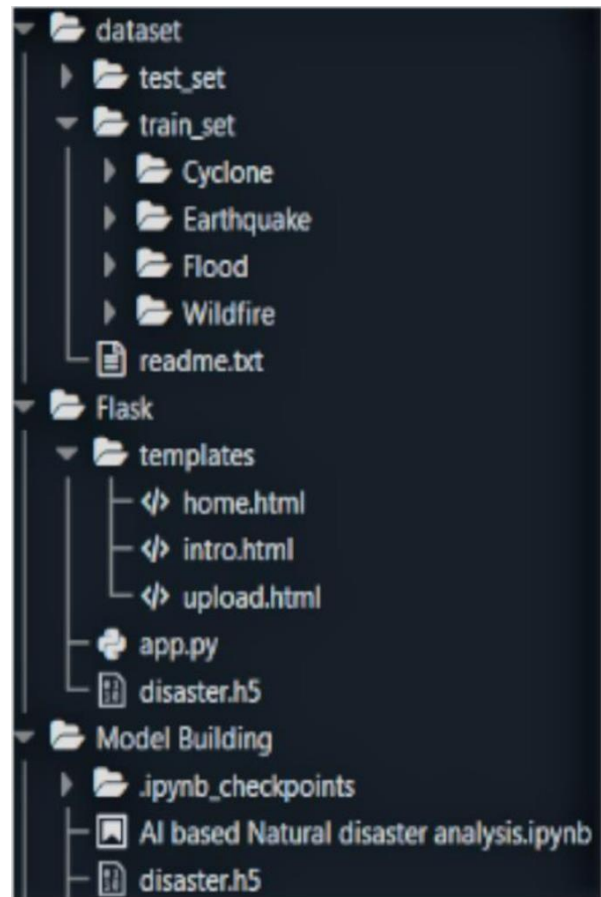 dataset
test_set
train_set
Cyclone
Earthquake
Flood
Wildfire
readme.txt
Flask
templates
home.html
intro.html
upload.html
app.py
disaster.h5
Model Building
.ipynb_checkpoints
AI based Natural disaster analysis.ipynb
disaster.h5